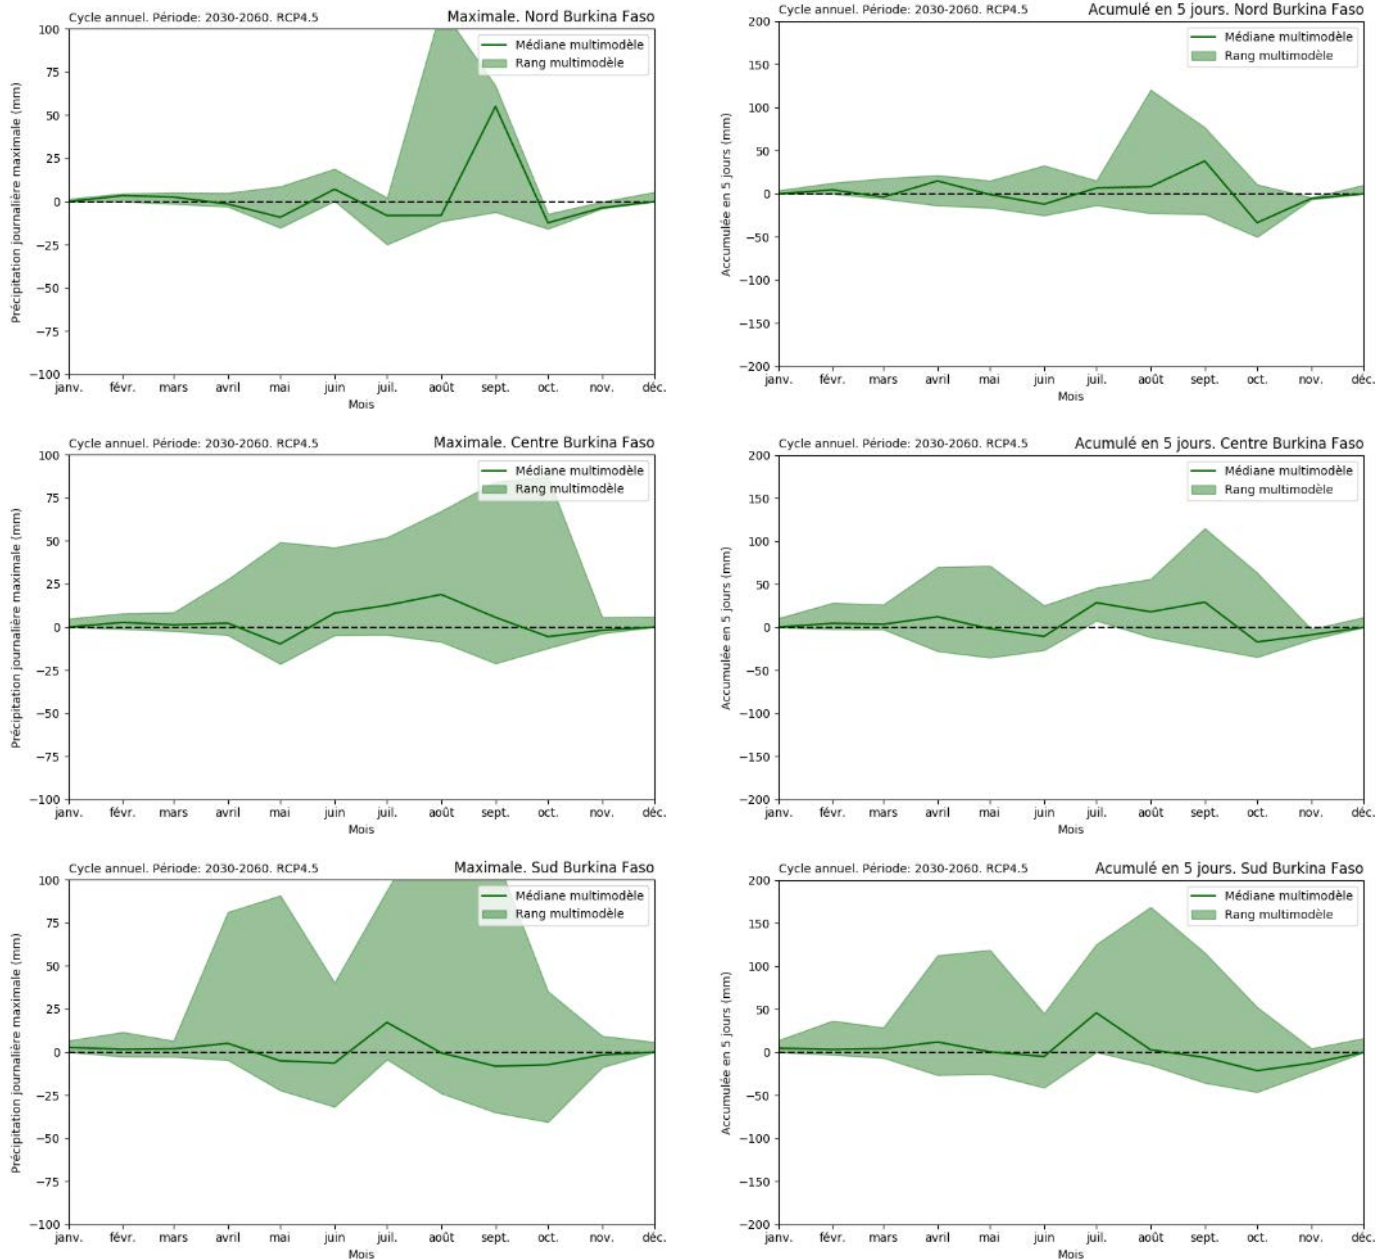 Cycle annuel. Période: 2030-2060. RCP4.5 Maximale. Nord Burkina Faso
Médiane multimodèle
Rang multimodèle
Précipitation journalière maximale (mm)
100
75
50
25
0
−25
−50
−75
−100
janv. févr. mars avril mai juin juil. août sept. oct. nov. déc.
Mois
Cycle annuel. Période: 2030-2060. RCP4.5 Acumulé en 5 jours. Nord Burkina Faso
Médiane multimodèle
Rang multimodèle
Accumulée en 5 jours (mm)
200
150
100
50
0
−50
−100
−150
−200
janv. févr. mars avril mai juin juil. août sept. oct. nov. déc.
Mois
Cycle annuel. Période: 2030-2060. RCP4.5 Maximale. Centre Burkina Faso
Médiane multimodèle
Rang multimodèle
Précipitation journalière maximale (mm)
100
75
50
25
0
−25
−50
−75
−100
janv. févr. mars avril mai juin juil. août sept. oct. nov. déc.
Mois
Cycle annuel. Période: 2030-2060. RCP4.5 Acumulé en 5 jours. Centre Burkina Faso
Médiane multimodèle
Rang multimodèle
Accumulée en 5 jours (mm)
200
150
100
50
0
−50
−100
−150
−200
janv. févr. mars avril mai juin juil. août sept. oct. nov. déc.
Mois
Cycle annuel. Période: 2030-2060. RCP4.5 Maximale. Sud Burkina Faso
Médiane multimodèle
Rang multimodèle
Précipitation journalière maximale (mm)
100
75
50
25
0
−25
−50
−75
−100
janv. févr. mars avril mai juin juil. août sept. oct. nov. déc.
Mois
Cycle annuel. Période: 2030-2060. RCP4.5 Acumulé en 5 jours. Sud Burkina Faso
Médiane multimodèle
Rang multimodèle
Accumulée en 5 jours (mm)
200
150
100
50
0
−50
−100
−150
−200
janv. févr. mars avril mai juin juil. août sept. oct. nov. déc.
Mois